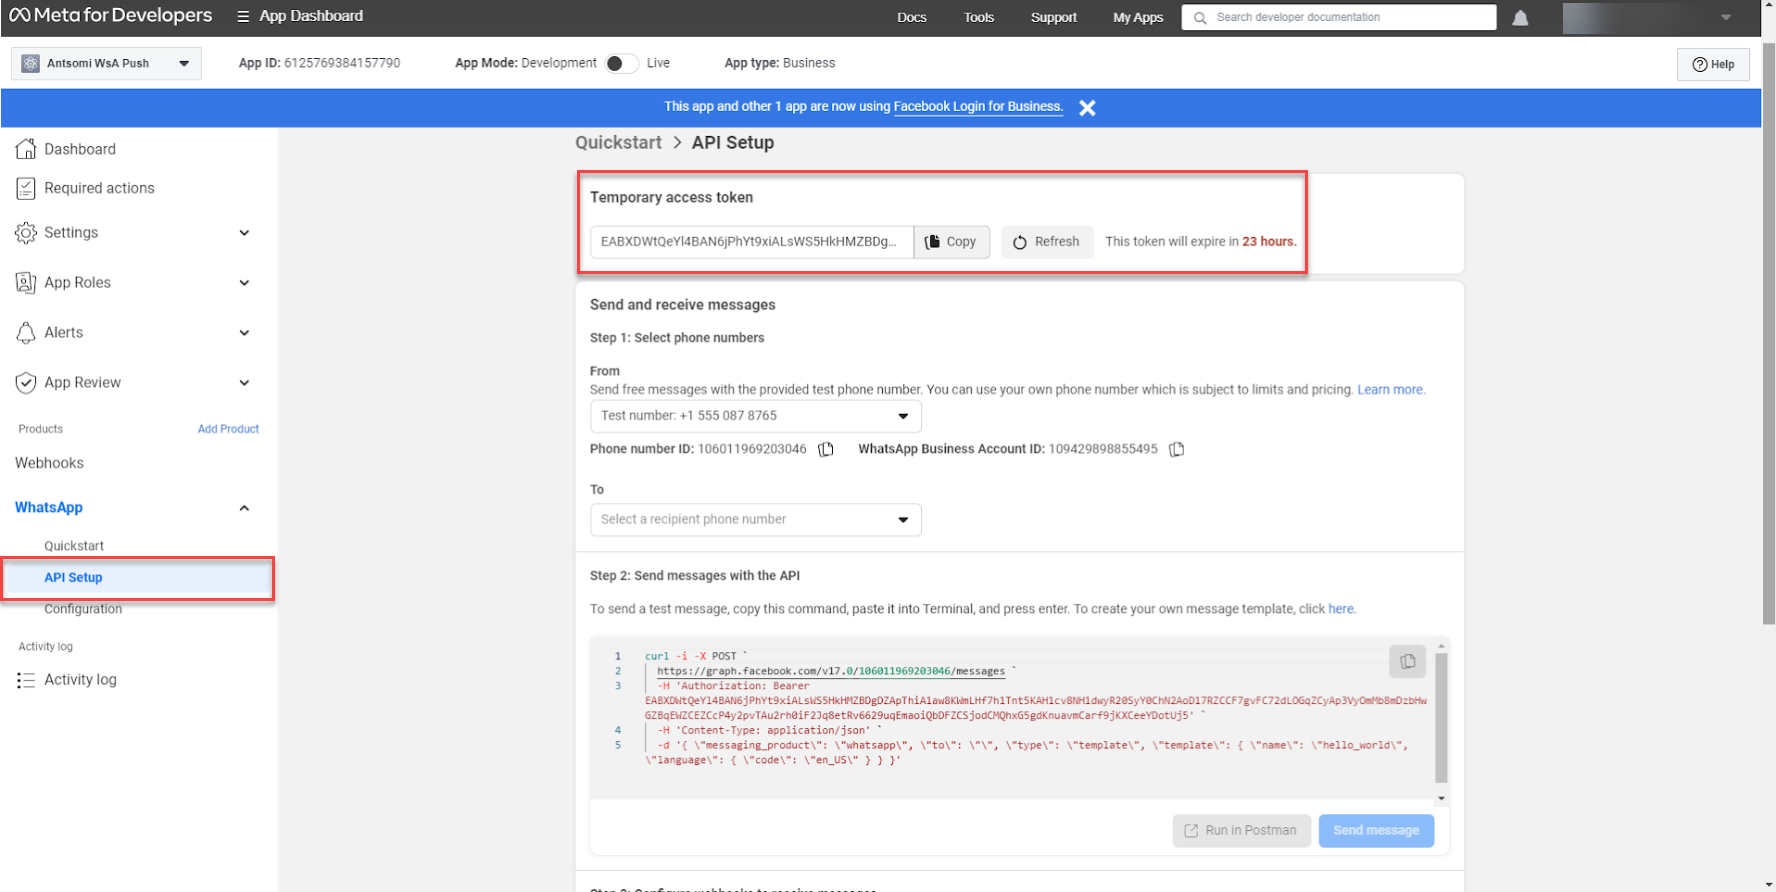 Meta for Developers
App Dashboard
Docs
Tools
Support
My Apps
Search developer documentation
Antsomi WsA Push
App ID: 6125769384157790
App Mode: Development
Live
App type: Business
Help
This app and other 1 app are now using Facebook Login for Business.
Dashboard
Required actions
Settings
App Roles
Alerts
App Review
Products
Add Product
Webhooks
WhatsApp
Quickstart
API Setup
Configuration
Activity log
Activity log
Quickstart > API Setup
Temporary access token
EABXDWtQeYl4BAN6jPhYt9xiALsWS5HkHMZBDg...
Copy
Refresh
This token will expire in 23 hours.
Send and receive messages
Step 1: Select phone numbers
From
Send free messages with the provided test phone number. You can use your own phone number which is subject to limits and pricing. Learn more.
Test number: +1 555 087 8765
Phone number ID: 106011969203046
WhatsApp Business Account ID: 109429898855495
To
Select a recipient phone number
Step 2: Send messages with the API
To send a test message, copy this command, paste it into Terminal, and press enter. To create your own message template, click here.
1 curl -i -X POST `
2 https://graph.facebook.com/v17.0/106011969203046/messages `
3 -H 'Authorization: Bearer
4 -H 'Content-Type: application/json' `
5 -d '{ \"messaging_product\": \"whatsapp\", \"to\": \"\", \"type\": \"template\", \"template\": { \"name\": \"hello_world\",
\"language\": { \"code\": \"en_US\" } } }'
Run in Postman
Send message